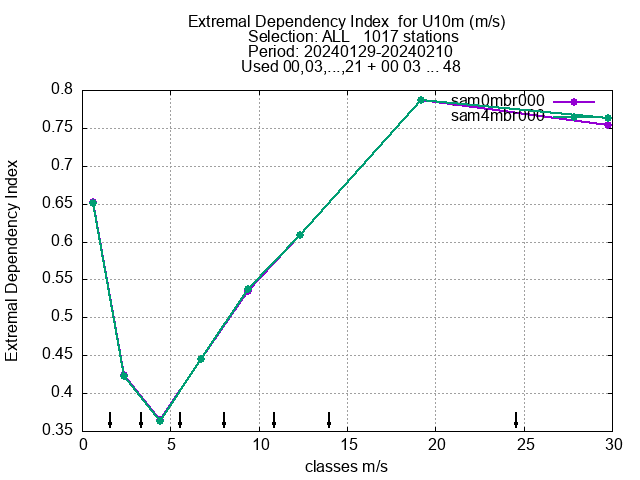 Extremal Dependency Index  for U10m (m/s)
Selection: ALL   1017 stations
Period: 20240129-20240210
Used 00,03,...,21 + 00 03 ... 48
sam0mbr000
sam4mbr000
Extremal Dependency Index
0.8
0.75
0.7
0.65
0.6
0.55
0.5
0.45
0.4
0.35
0 5 10 15 20 25 30
classes m/s